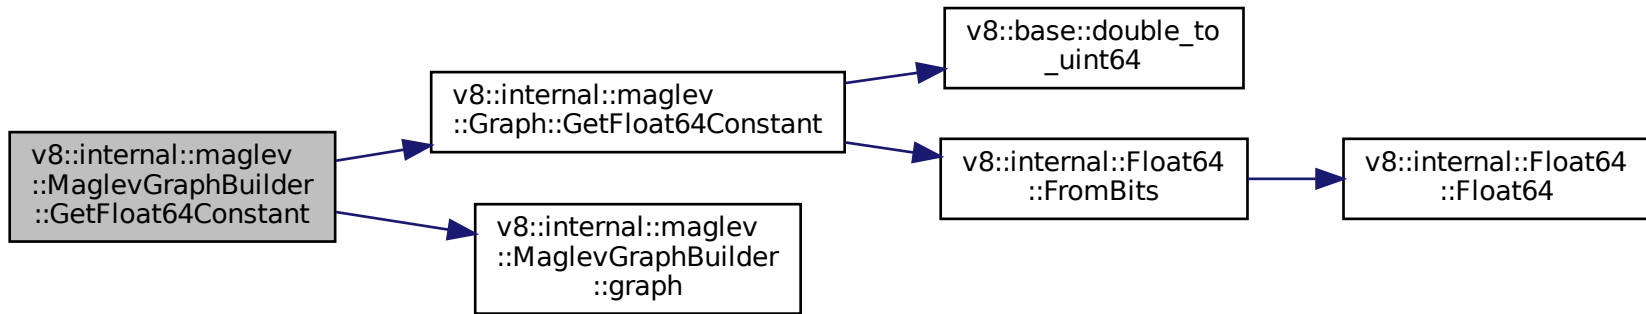 v8::internal::maglev
::MaglevGraphBuilder
::GetFloat64Constant
v8::internal::maglev
::Graph::GetFloat64Constant
v8::internal::maglev
::MaglevGraphBuilder
::graph
v8::base::double_to
_uint64
v8::internal::Float64
::FromBits
v8::internal::Float64
::Float64